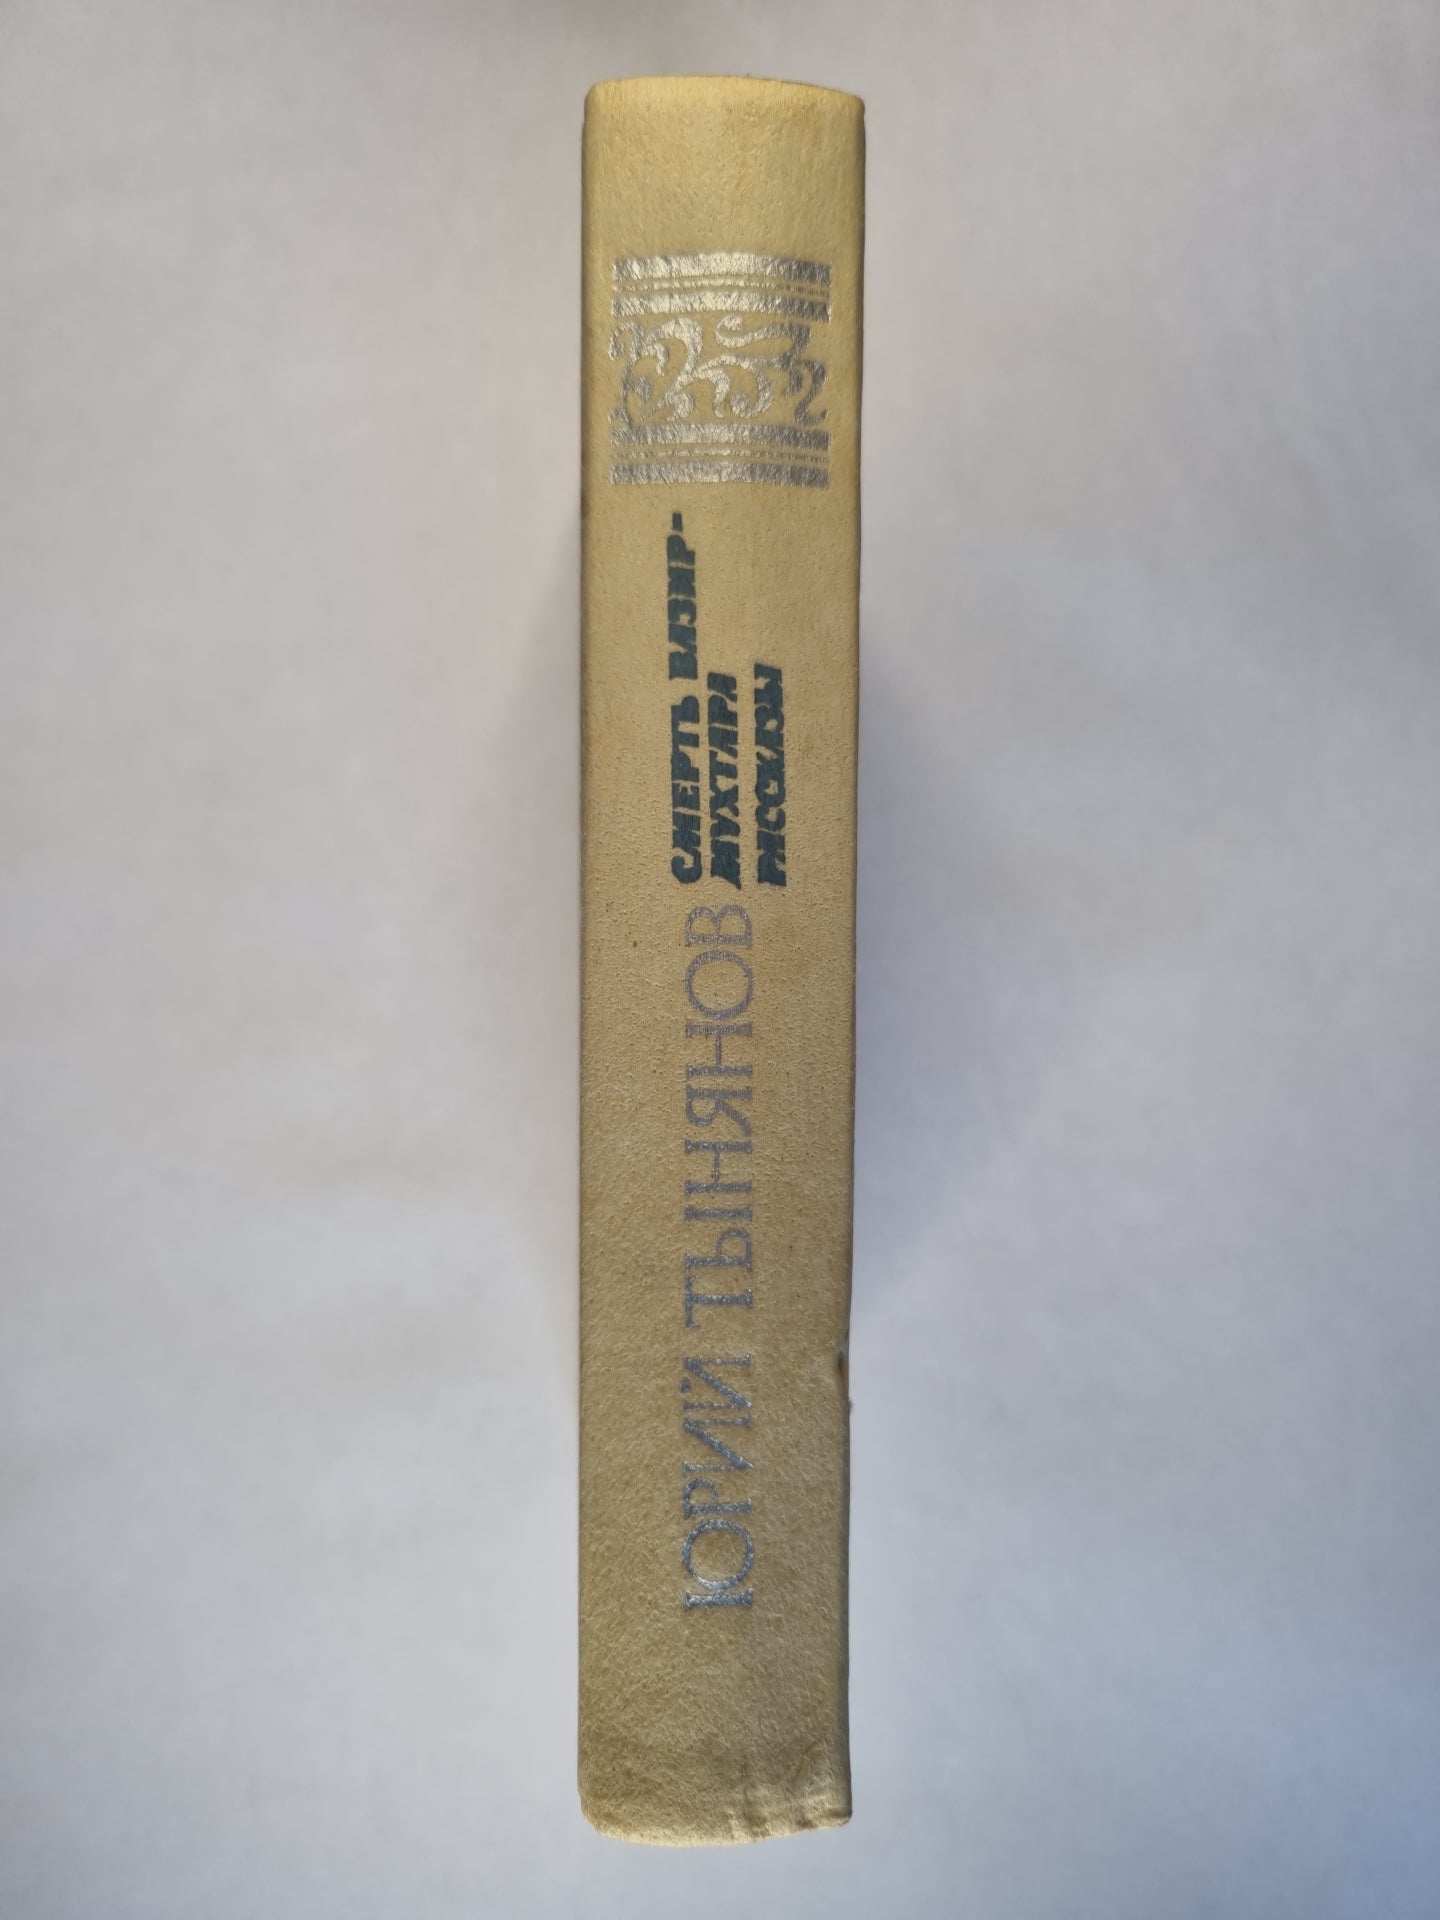 ЮРИЙ ТЫНЯНОВ
СМЕРТЬ ВАЗИР-
МУХТАРА
РАССКАЗЫ